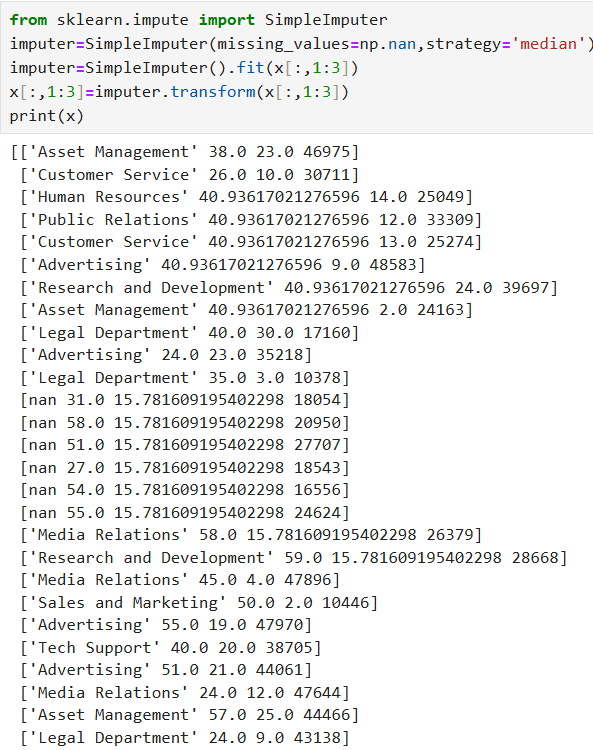 from sklearn.impute import SimpleImputer
imputer=SimpleImputer(missing_values=np.nan,strategy='median')
imputer=SimpleImputer().fit(x[:,1:3])
x[:,1:3]=imputer.transform(x[:,1:3])
print(x)
[['Asset Management' 38.0 23.0 46975]
['Customer Service' 26.0 10.0 30711]
['Human Resources' 40.93617021276596 14.0 25049]
['Public Relations' 40.93617021276596 12.0 33309]
['Customer Service' 40.93617021276596 13.0 25274]
['Advertising' 40.93617021276596 9.0 48583]
['Research and Development' 40.93617021276596 24.0 39697]
['Asset Management' 40.93617021276596 2.0 24163]
['Legal Department' 40.0 30.0 17160]
['Advertising' 24.0 23.0 35218]
['Legal Department' 35.0 3.0 10378]
[nan 31.0 15.781609195402298 18054]
[nan 58.0 15.781609195402298 20950]
[nan 51.0 15.781609195402298 27707]
[nan 27.0 15.781609195402298 18543]
[nan 54.0 15.781609195402298 16556]
[nan 55.0 15.781609195402298 24624]
['Media Relations' 58.0 15.781609195402298 26379]
['Research and Development' 59.0 15.781609195402298 28668]
['Media Relations' 45.0 4.0 47896]
['Sales and Marketing' 50.0 2.0 10446]
['Advertising' 55.0 19.0 47970]
['Tech Support' 40.0 20.0 38705]
['Advertising' 51.0 21.0 44061]
['Media Relations' 24.0 12.0 47644]
['Asset Management' 57.0 25.0 44466]
['Legal Department' 24.0 9.0 43138]